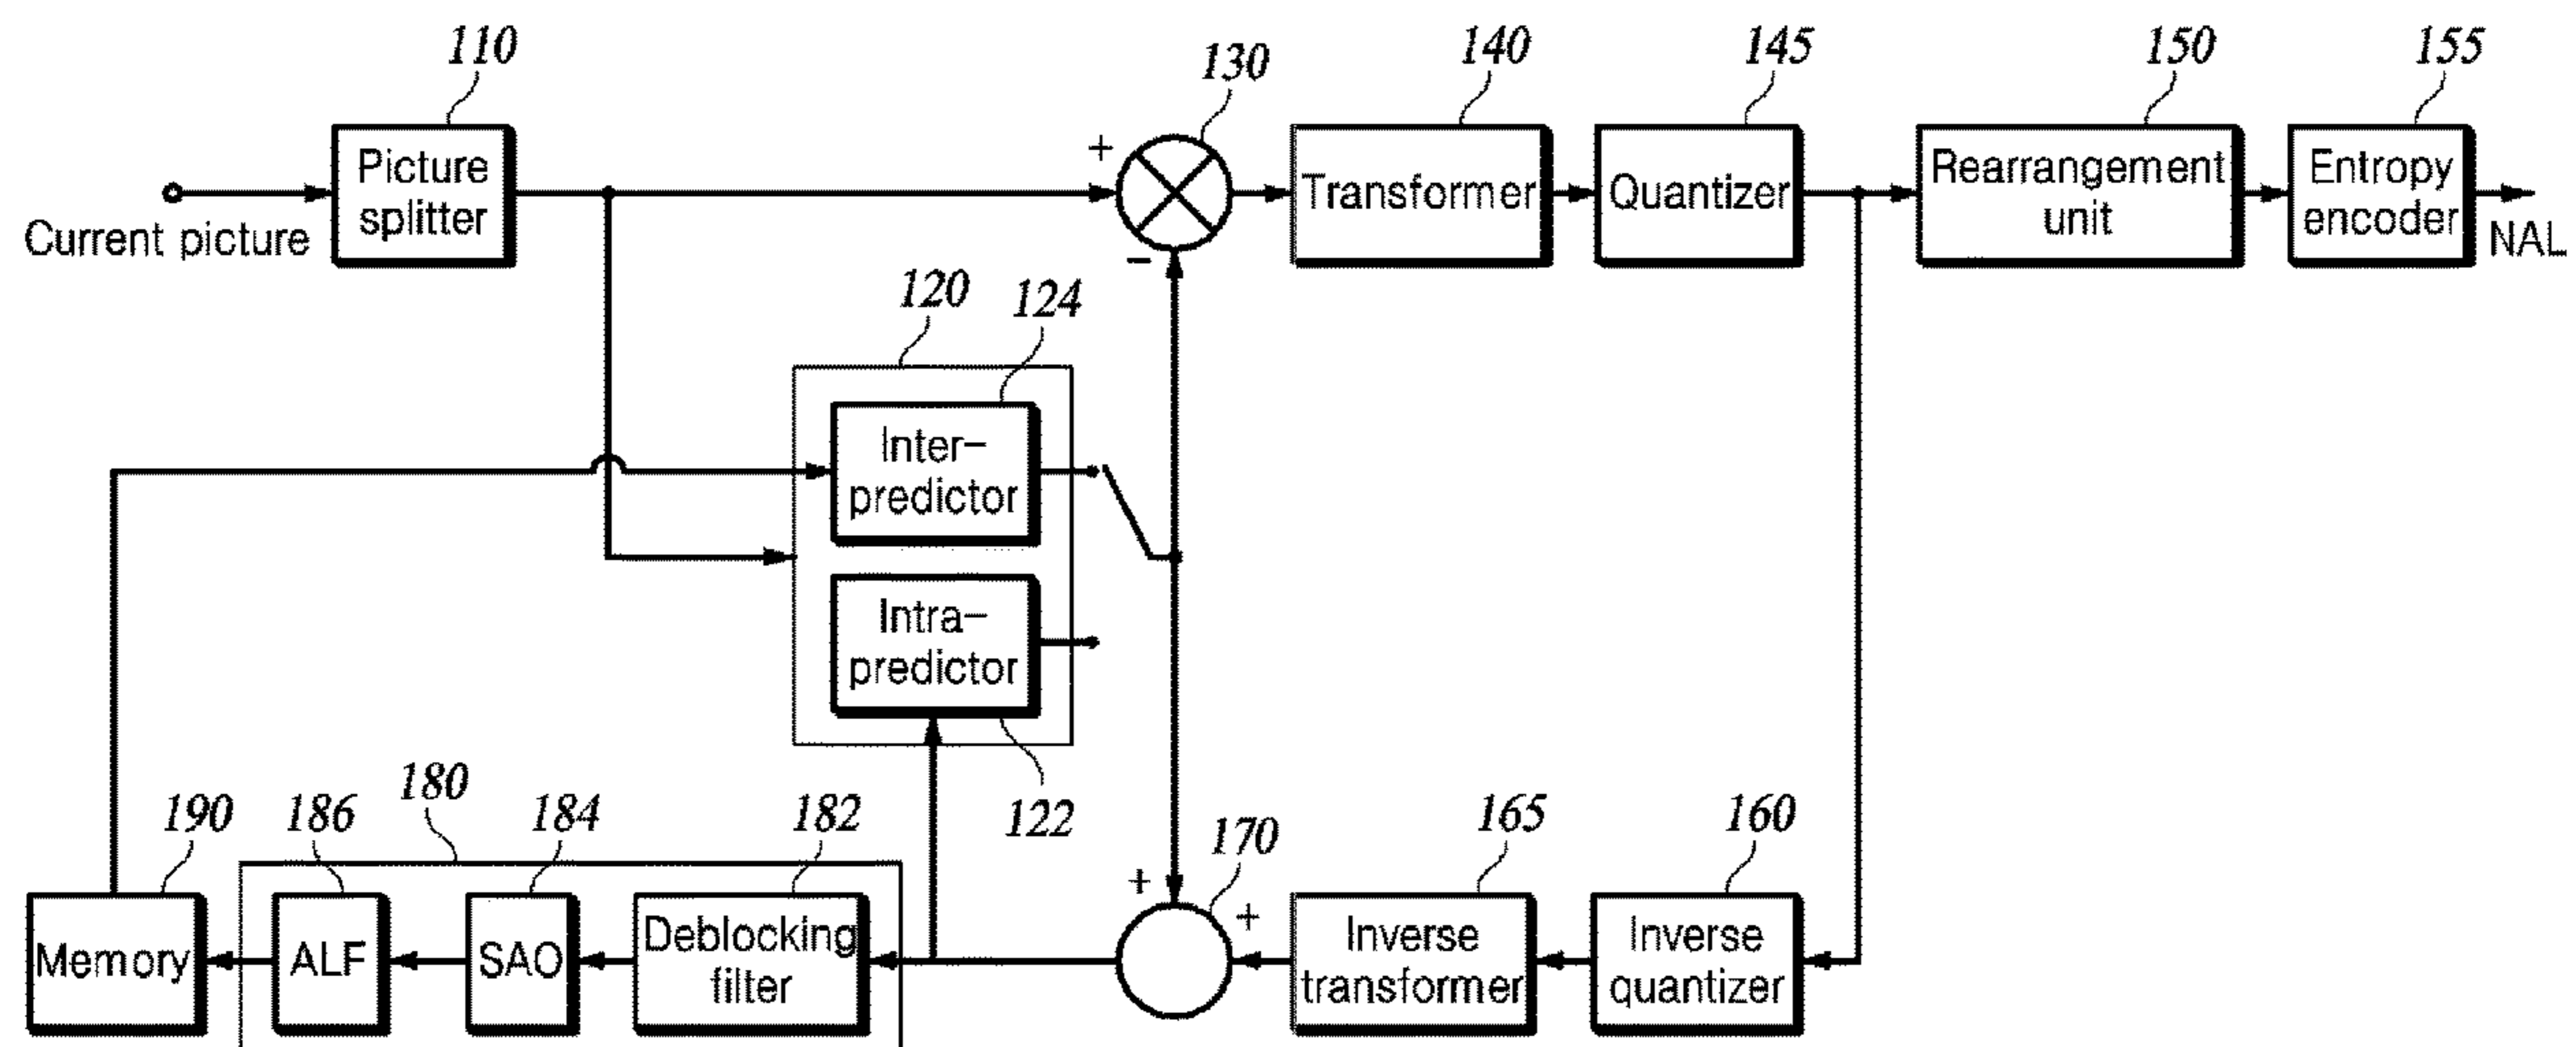 110
130
140
145
150
155
+
Picture
splitter
Transformer
Quantizer
Rearrangement
unit
Entropy
encoder
Current picture
−
NAL
120
124
Inter-
predictor
Intra-
predictor
122
190
186
180
184
182
170
165
160
+
+
Memory
ALF
SAO
Deblocking
filter
Inverse
transformer
Inverse
quantizer